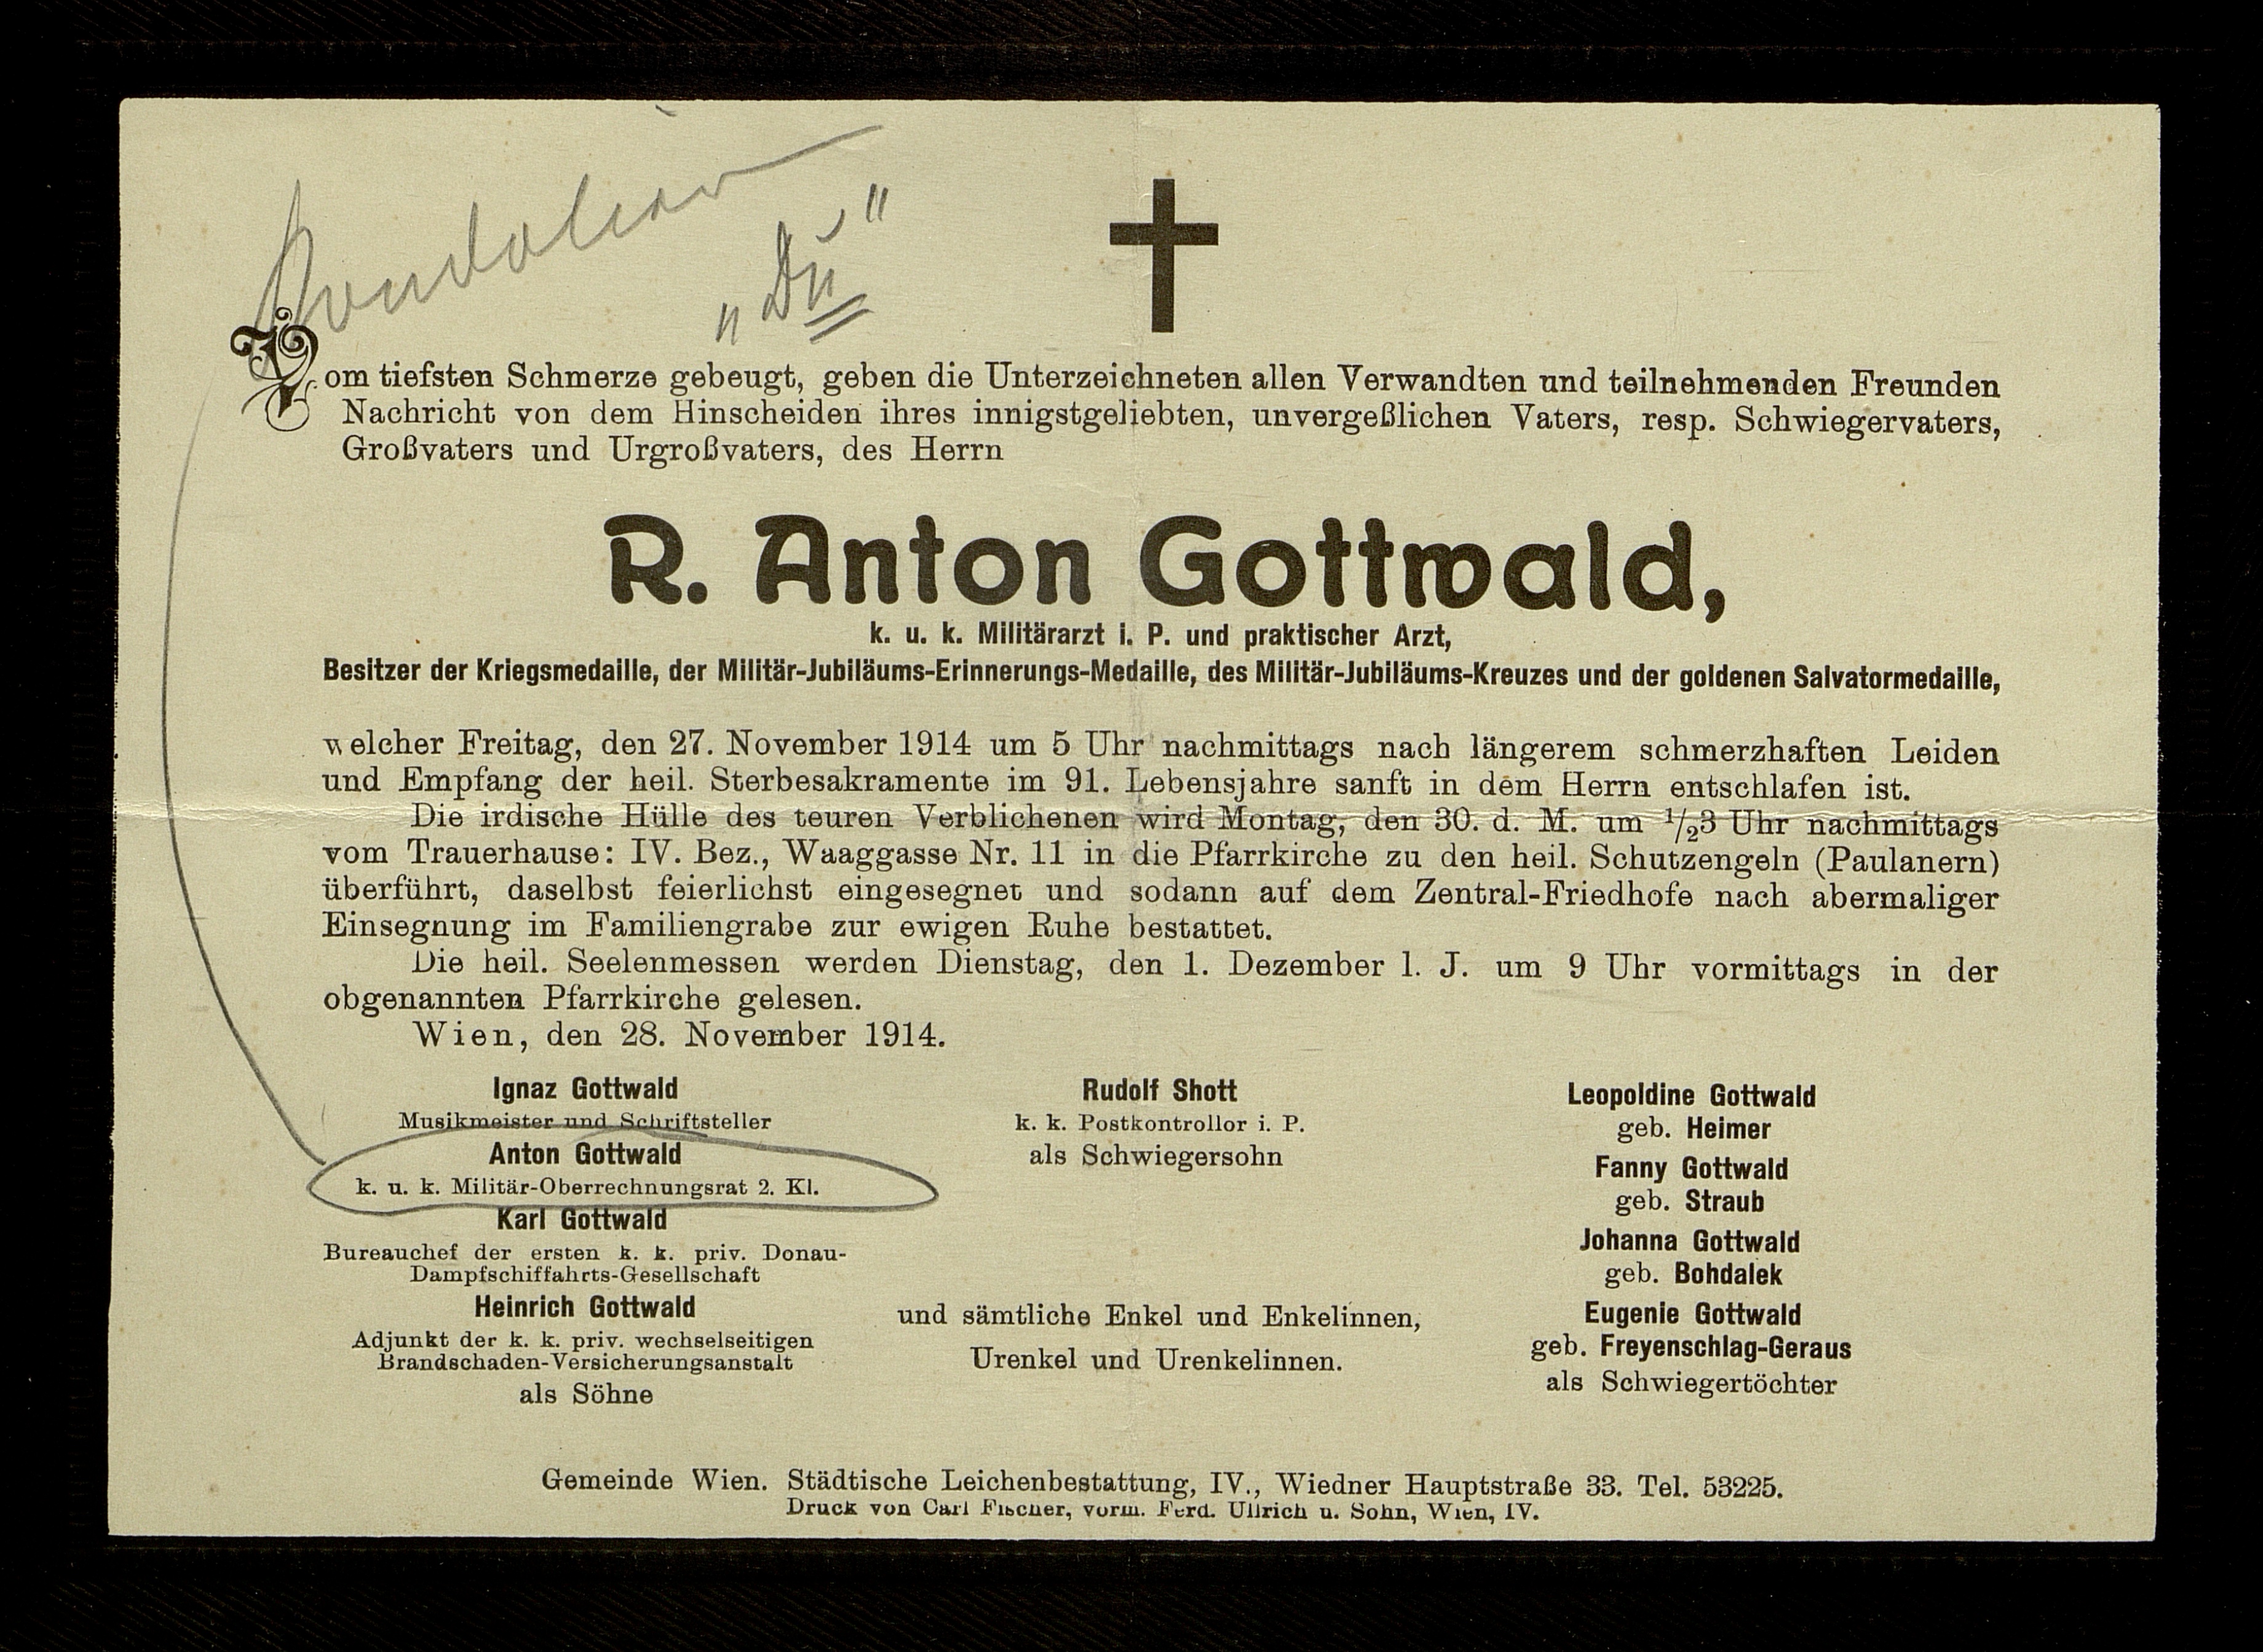 „Du"
Vom tiefsten Schmerze gebeugt, geben die Unterzeichneten allen Verwandten und teilnehmenden Freunden
Nachricht von dem Hinscheiden ihres innigstgeliebten, unvergeßlichen Vaters, resp. Schwiegervaters,
Großvaters und Urgroßvaters, des Herrn
R. Anton Gottwald,
k. u. k. Militärarzt i. P. und praktischer Arzt,
Besitzer der Kriegsmedaille, der Militär-Jubiläums-Erinnerungs-Medaille, des Militär-Jubiläums-Kreuzes und der goldenen Salvatormedaille,
welcher Freitag, den 27. November 1914 um 5 Uhr nachmittags nach längerem schmerzhaften Leiden
und Empfang der heil. Sterbesakramente im 91. Lebensjahre sanft in dem Herrn entschlafen ist.
Die irdische Hülle des teuren Verblichenen wird Montag, den 30. d. M. um 1/23 Uhr nachmittags
vom Trauerhause: IV. Bez., Waaggasse Nr. 11 in die Pfarrkirche zu den heil. Schutzengeln (Paulanern)
überführt, daselbst feierlichst eingesegnet und sodann auf dem Zentral-Friedhofe nach abermaliger
Einsegnung im Familiengrabe zur ewigen Ruhe bestattet.
Die heil. Seelenmessen werden Dienstag, den 1. Dezember l. J. um 9 Uhr vormittags in der
obgenannten Pfarrkirche gelesen.
Wien, den 28. November 1914.
Ignaz Gottwald
Musikmeister und Schriftsteller
Anton Gottwald
k. u. k. Militär-Oberrechnungsrat 2. Kl.
Karl Gottwald
Bureauchef der ersten k. k. priv. Donau-
Dampfschiffahrts-Gesellschaft
Heinrich Gottwald
Adjunkt der k. k. priv. wechselseitigen
Brandschaden-Versicherungsanstalt
als Söhne
Rudolf Shott
k. k. Postkontrollor i. P.
als Schwiegersohn
und sämtliche Enkel und Enkelinnen,
Urenkel und Urenkelinnen.
Leopoldine Gottwald
geb. Heimer
Fanny Gottwald
geb. Straub
Johanna Gottwald
geb. Bohdalek
Eugenie Gottwald
geb. Freyenschlag-Geraus
als Schwiegertöchter
Gemeinde Wien. Städtische Leichenbestattung, IV., Wiedner Hauptstraße 33. Tel. 53225.
Druck von Carl Fischer, vorm. Ferd. Ullrich u. Sohn, Wien, IV.